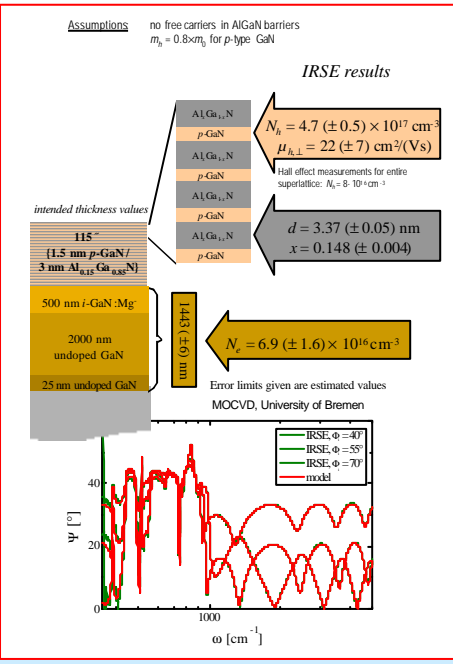 Assumptions no free carriers in AlGaN barriers
m_h = 0.8×m_0 for p-type GaN
IRSE results
Al_xGa_1-xN
p-GaN
Al_xGa_1-xN
p-GaN
Al_xGa_1-xN
p-GaN
Al_xGa_1-xN
p-GaN
N_h = 4.7 (± 0.5) × 10^17 cm^-3
μ_h,⊥ = 22 (± 7) cm^2/(Vs)
Hall effect measurements for entire
superlattice: N_h = 8·10^16 cm^-3
d = 3.37 (± 0.05) nm
x = 0.148 (± 0.004)
intended thickness values
115
{1.5 nm p-GaN/
3 nm Al_0.15Ga_0.85N}
500 nm i-GaN:Mg
2000 nm
undoped GaN
25 nm undoped GaN
1443 (± 6) nm
N_e = 6.9 (± 1.6) × 10^16 cm^-3
Error limits given are estimated values
MOCVD, University of Bremen
IRSE, Φ = 40°
IRSE, Φ = 55°
IRSE, Φ = 70°
model
Ψ [°]
40
20
0
1000
ω [cm^-1]